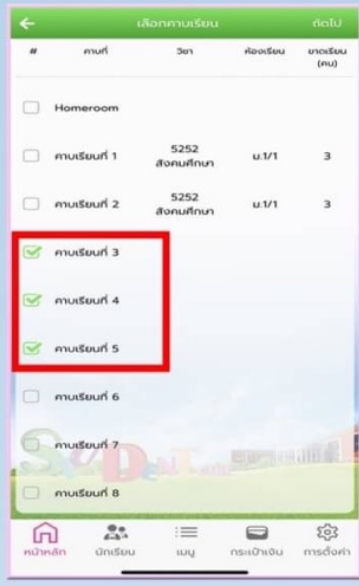 เลือกคาบเรียน ถัดไป
# คาบที่ วิชา ห้องเรียน ขาดเรียน
(คน)
Homeroom
คาบเรียนที่ 1 5252 สังคมศึกษา ม.1/1 3
คาบเรียนที่ 2 5252 สังคมศึกษา ม.1/1 3
คาบเรียนที่ 3
คาบเรียนที่ 4
คาบเรียนที่ 5
คาบเรียนที่ 6
คาบเรียนที่ 7
คาบเรียนที่ 8
หน้าหลัก นักเรียน เมนู กระเป๋าเงิน การตั้งค่า